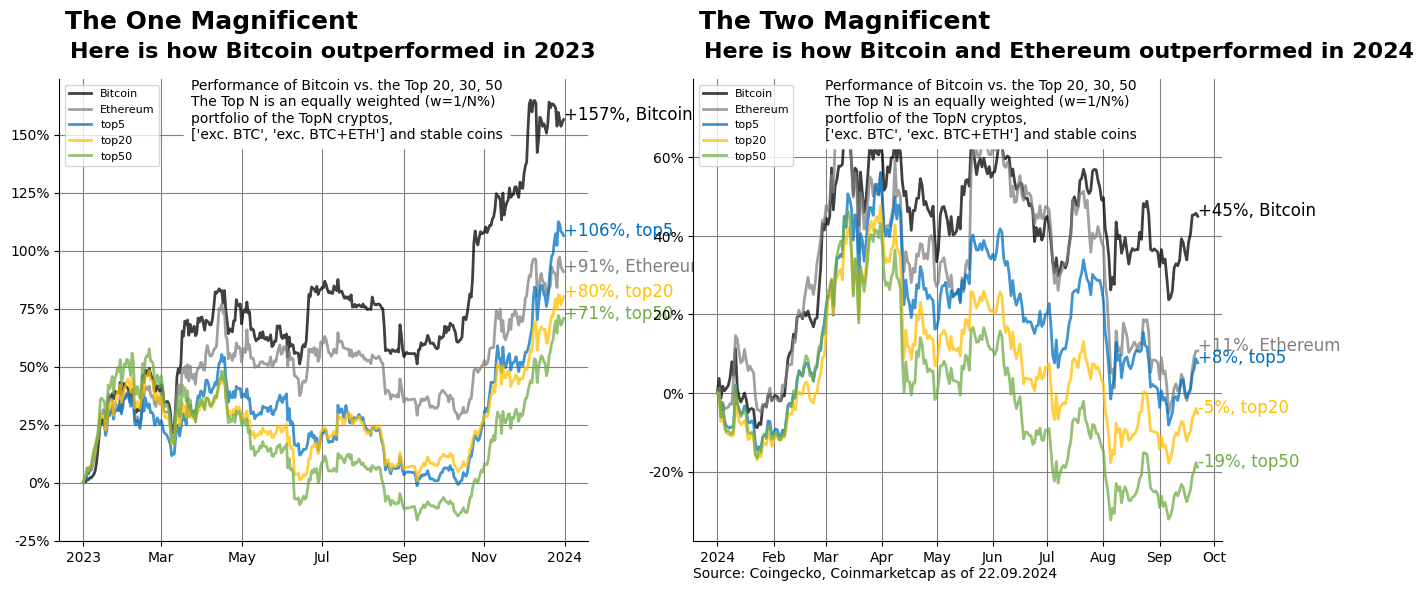 The One Magnificent
Here is how Bitcoin outperformed in 2023
Performance of Bitcoin vs. the Top 20, 30, 50
The Top N is an equally weighted (w=1/N%)
portfolio of the TopN cryptos,
['exc. BTC', 'exc. BTC+ETH'] and stable coins
Bitcoin
Ethereum
top5
top20
top50
150%
125%
100%
75%
50%
25%
0%
-25%
+157%, Bitcoin
+106%, top5
+91%, Ethereum
+80%, top20
+71%, top50
2023
Mar
May
Jul
Sep
Nov
2024
The Two Magnificent
Here is how Bitcoin and Ethereum outperformed in 2024
Performance of Bitcoin vs. the Top 20, 30, 50
The Top N is an equally weighted (w=1/N%)
portfolio of the TopN cryptos,
['exc. BTC', 'exc. BTC+ETH'] and stable coins
Bitcoin
Ethereum
top5
top20
top50
60%
40%
20%
0%
-20%
+45%, Bitcoin
+11%, Ethereum
+8%, top5
-5%, top20
-19%, top50
2024
Feb
Mar
Apr
May
Jun
Jul
Aug
Sep
Oct
Source: Coingecko, Coinmarketcap as of 22.09.2024